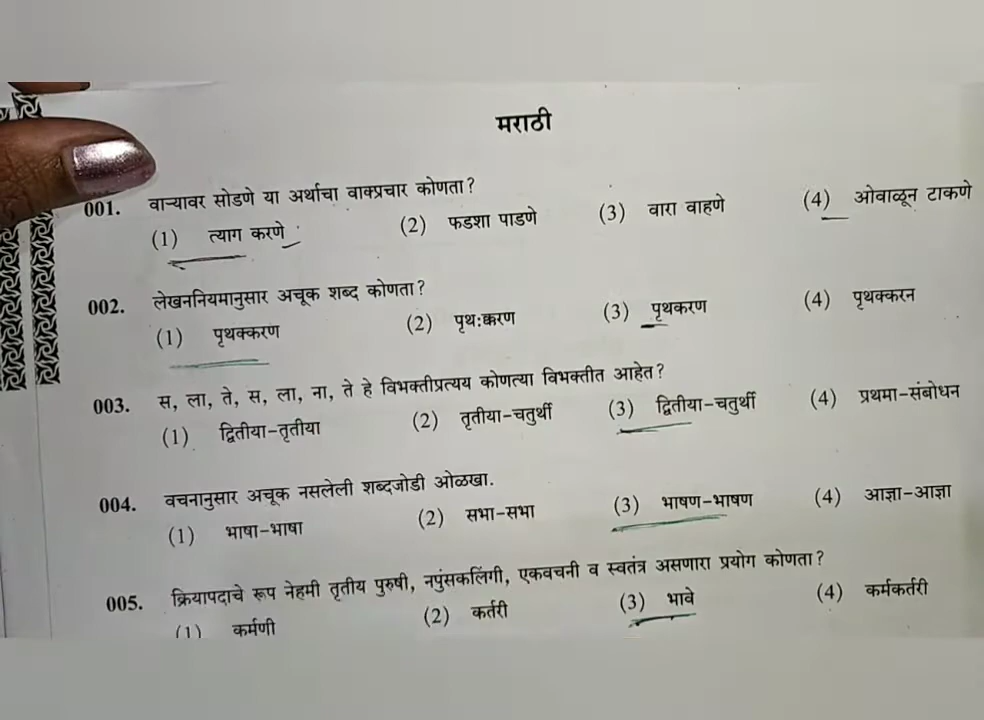 मराठी
001. वाऱ्यावर सोडणे या अर्थाचा वाक्प्रचार कोणता?
(1) त्याग करणे (2) फडशा पाडणे (3) वारा वाहणे (4) ओवाळून टाकणे
002. लेखननियमानुसार अचूक शब्द कोणता?
(1) पृथक्करण (2) पृथ:क्करण (3) पृथकरण (4) पृथक्करन
003. स, ला, ते, स, ला, ना, ते हे विभक्तीप्रत्यय कोणत्या विभक्तीत आहेत?
(1) द्वितीया-तृतीया (2) तृतीया-चतुर्थी (3) द्वितीया-चतुर्थी (4) प्रथमा-संबोधन
004. वचनानुसार अचूक नसलेली शब्दजोडी ओळखा.
(1) भाषा-भाषा (2) सभा-सभा (3) भाषण-भाषण (4) आज्ञा-आज्ञा
005. क्रियापदाचे रूप नेहमी तृतीय पुरुषी, नपुंसकलिंगी, एकवचनी व स्वतंत्र असणारा प्रयोग कोणता?
(1) कर्मणी (2) कर्तरी (3) भावे (4) कर्मकर्तरी